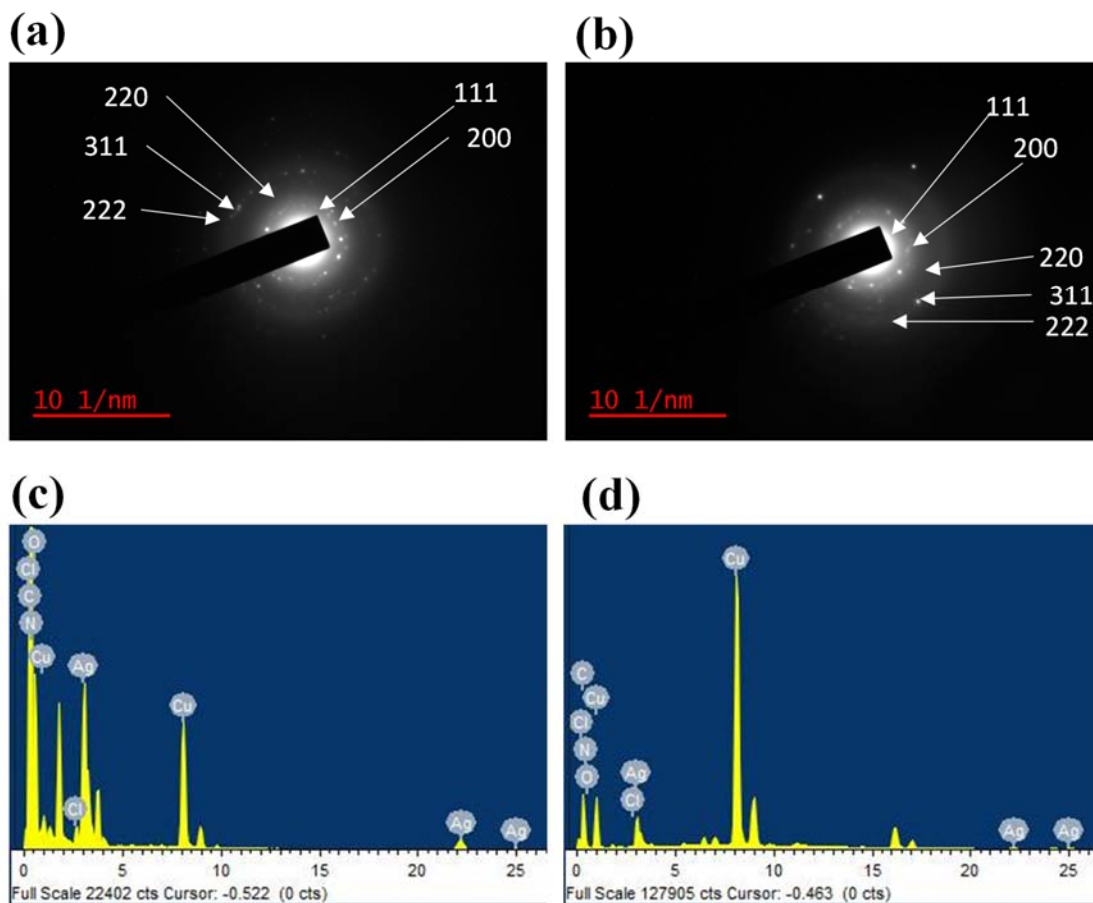 (a)
220
311
222
111
200
10 1/nm
(b)
111
200
220
311
222
10 1/nm
(c)
O
Cl
C
N
Cu
Cl
Ag
Cu
Ag
Ag
0 5 10 15 20 25
Full Scale 22402 cts Cursor: -0.522 (0 cts)
(d)
C
Cu
Cl
N
O
Ag
Cl
Cu
Ag
Ag
0 5 10 15 20 25
Full Scale 127905 cts Cursor: -0.463 (0 cts)